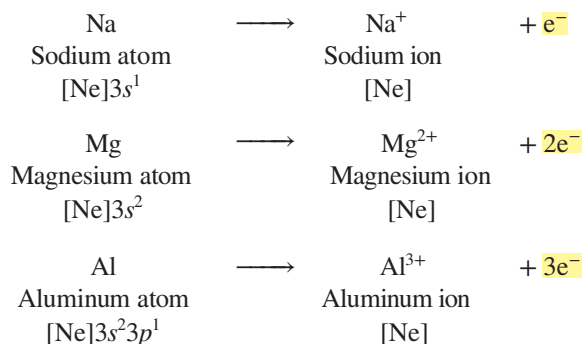 Na ⟶ Na⁺ + e⁻
Sodium atom Sodium ion
[Ne]3s¹ [Ne]
Mg ⟶ Mg²⁺ + 2e⁻
Magnesium atom Magnesium ion
[Ne]3s² [Ne]
Al ⟶ Al³⁺ + 3e⁻
Aluminum atom Aluminum ion
[Ne]3s²3p¹ [Ne]